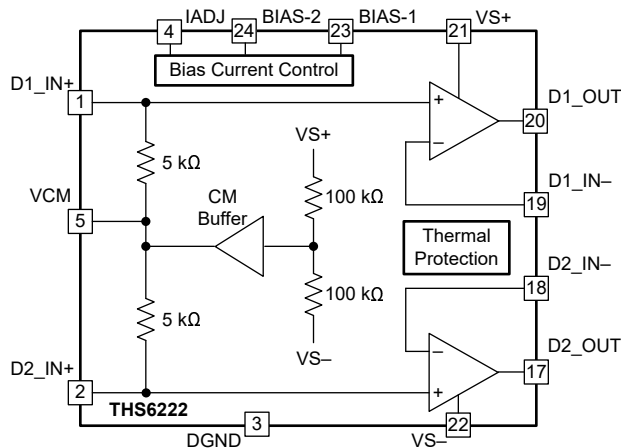 IADJ BIAS-2 BIAS-1 VS+
4 24 23 21
Bias Current Control
D1_IN+
1
+
−
D1_OUT
20
5 kΩ
VS+
D1_IN−
19
VCM
5
CM
Buffer
100 kΩ
Thermal
Protection
D2_IN−
18
100 kΩ
5 kΩ
VS−
−
+
D2_OUT
17
D2_IN+
2
THS6222
3
DGND
22
VS−